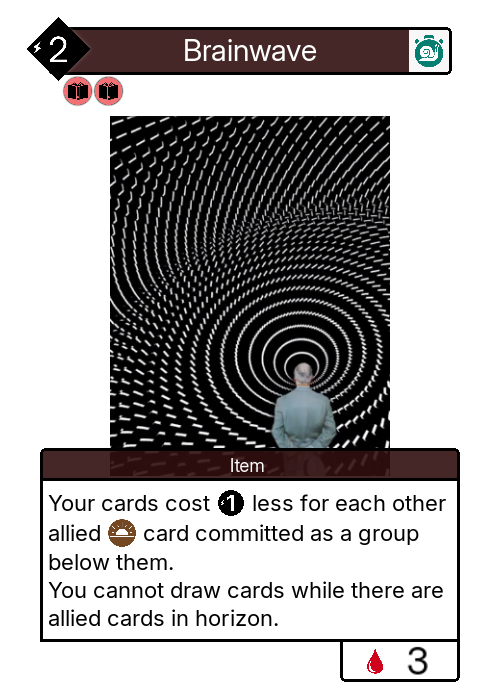 2
Brainwave
Item
Your cards cost 1 less for each other
allied card committed as a group
below them.
You cannot draw cards while there are
allied cards in horizon.
3